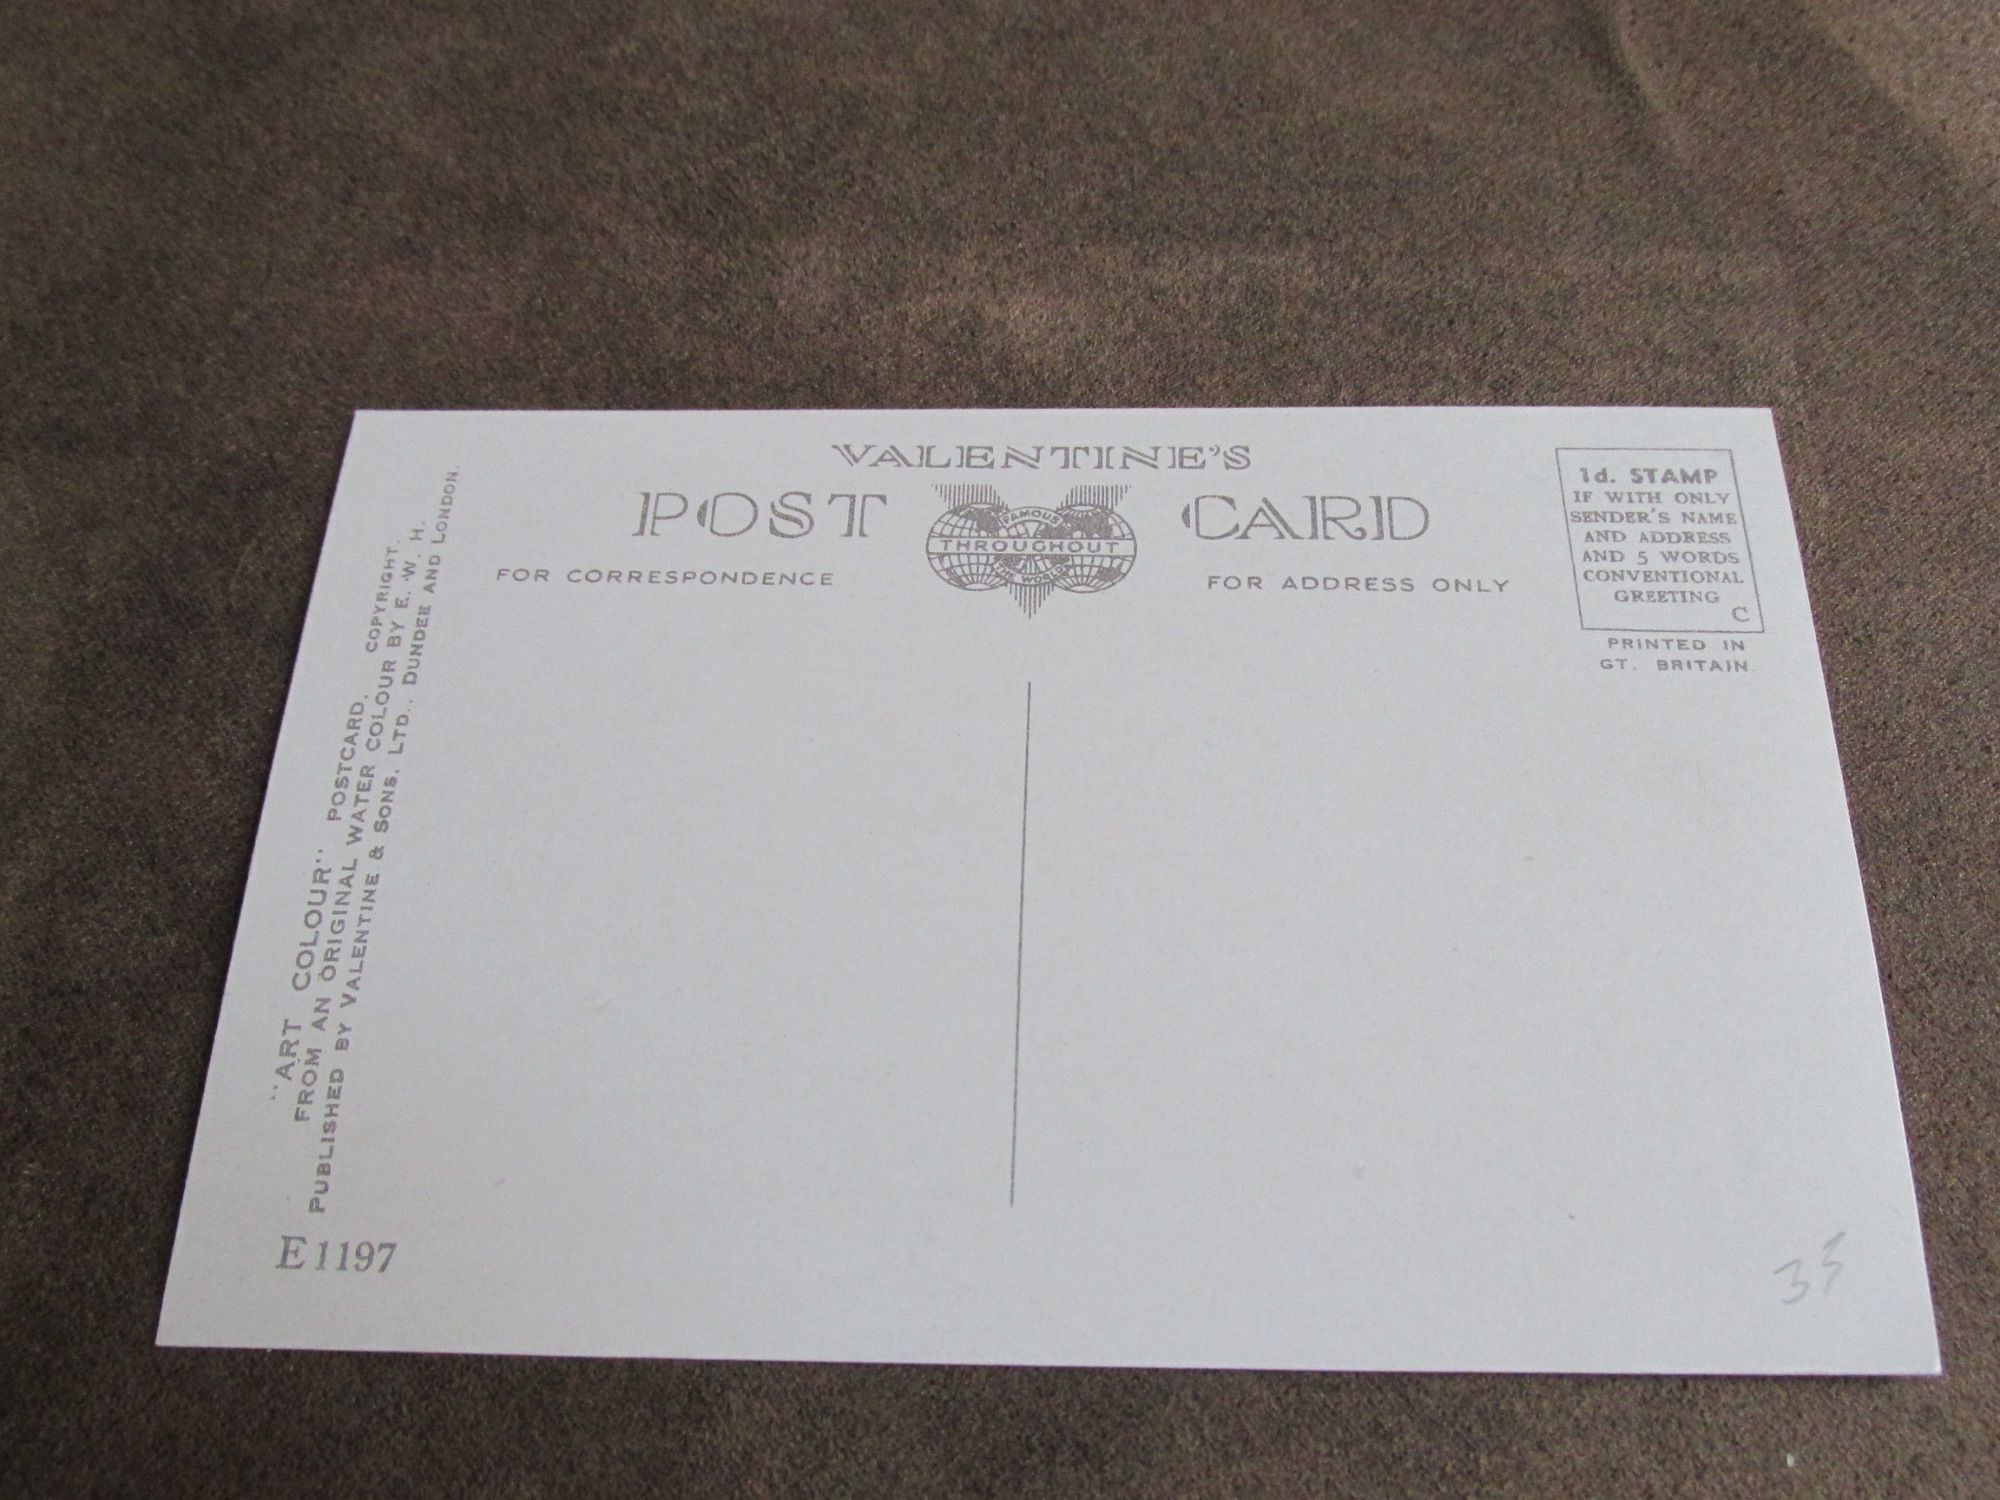 VALENTINE'S
POST CARD
FAMOUS
THROUGHOUT
THE WORLD
FOR CORRESPONDENCE
FOR ADDRESS ONLY
1d. STAMP
IF WITH ONLY
SENDER'S NAME
AND ADDRESS
AND 5 WORDS
CONVENTIONAL
GREETING
C
PRINTED IN
GT. BRITAIN.
"ART COLOUR" POSTCARD. COPYRIGHT.
FROM AN ORIGINAL WATER COLOUR BY E. W. H.
PUBLISHED BY VALENTINE & SONS, LTD., DUNDEE AND LONDON.
E1197
35